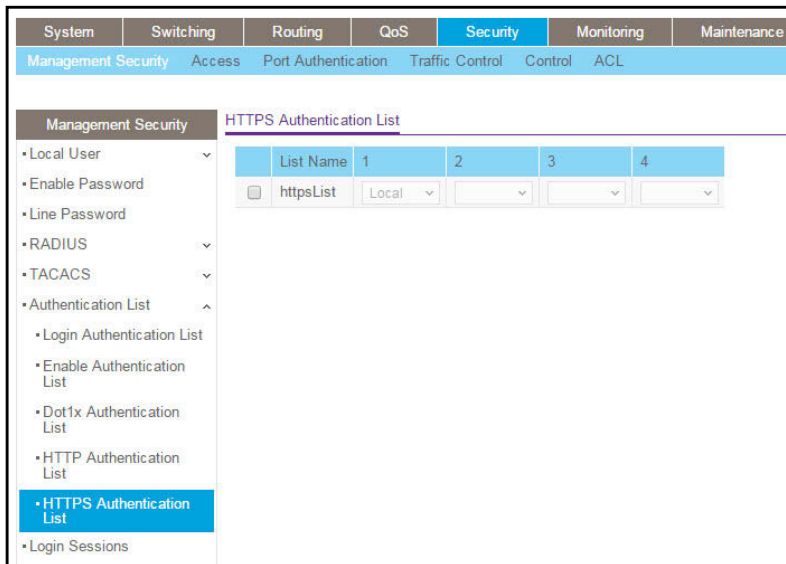 System Switching Routing QoS Security Monitoring Maintenance
Management Security Access Port Authentication Traffic Control Control ACL
Management Security
▪ Local User
▪ Enable Password
▪ Line Password
▪ RADIUS
▪ TACACS
▪ Authentication List
▪ Login Authentication List
▪ Enable Authentication
List
▪ Dot1x Authentication
List
▪ HTTP Authentication
List
▪ HTTPS Authentication
List
▪ Login Sessions
HTTPS Authentication List
List Name 1 2 3 4
httpsList Local